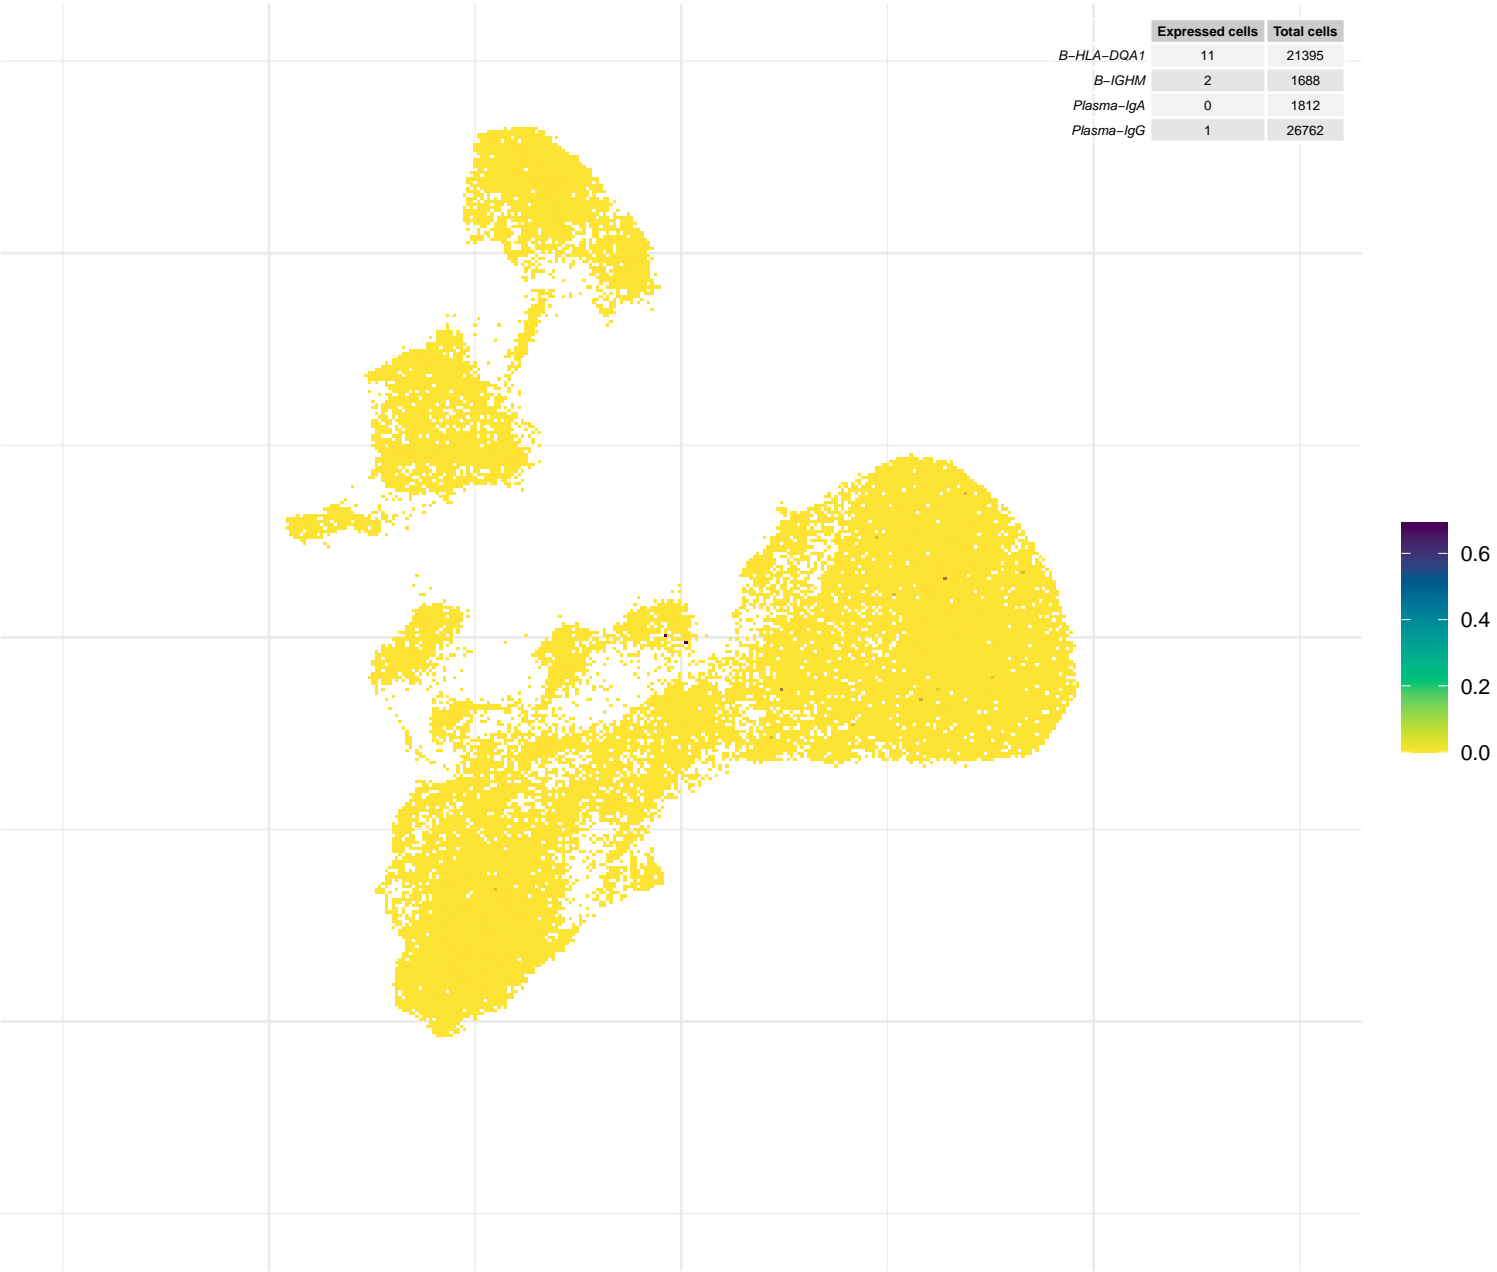 Expressed cells Total cells
B−HLA−DQA1 11 21395
B−IGHM 2 1688
Plasma−IgA 0 1812
Plasma−IgG 1 26762
0.6
0.4
0.2
0.0